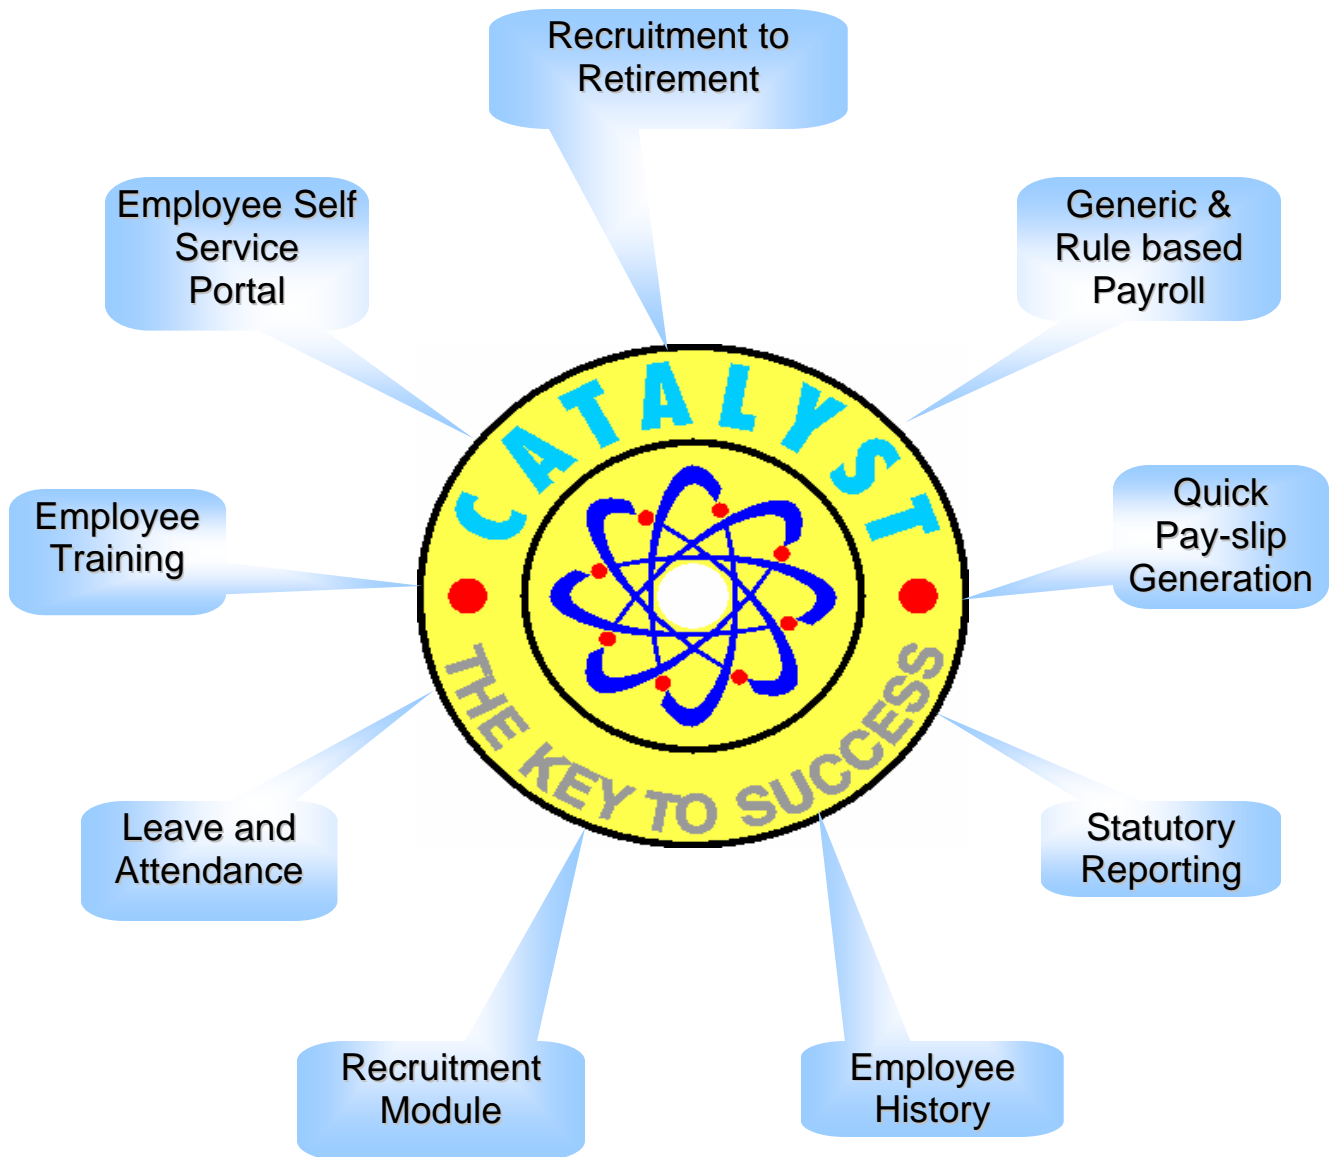 Recruitment to
Retirement
Employee Self
Service
Portal
Generic &
Rule based
Payroll
CATALYST
THE KEY TO SUCCESS
Employee
Training
Quick
Pay-slip
Generation
Leave and
Attendance
Statutory
Reporting
Recruitment
Module
Employee
History